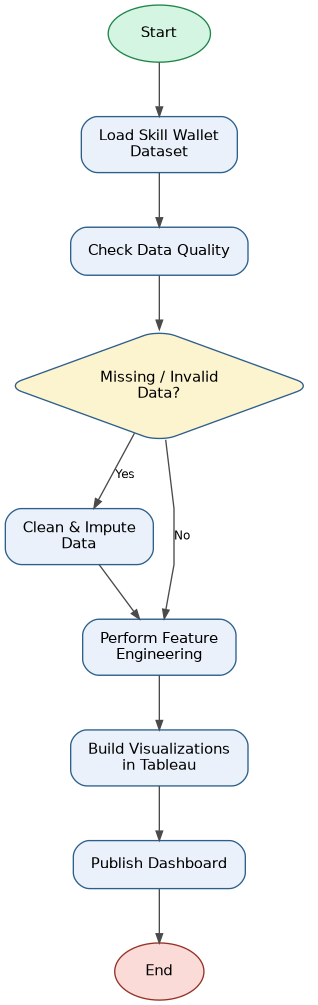 Start
Load Skill Wallet
Dataset
Check Data Quality
Missing / Invalid
Data?
Yes
No
Clean & Impute
Data
Perform Feature
Engineering
Build Visualizations
in Tableau
Publish Dashboard
End